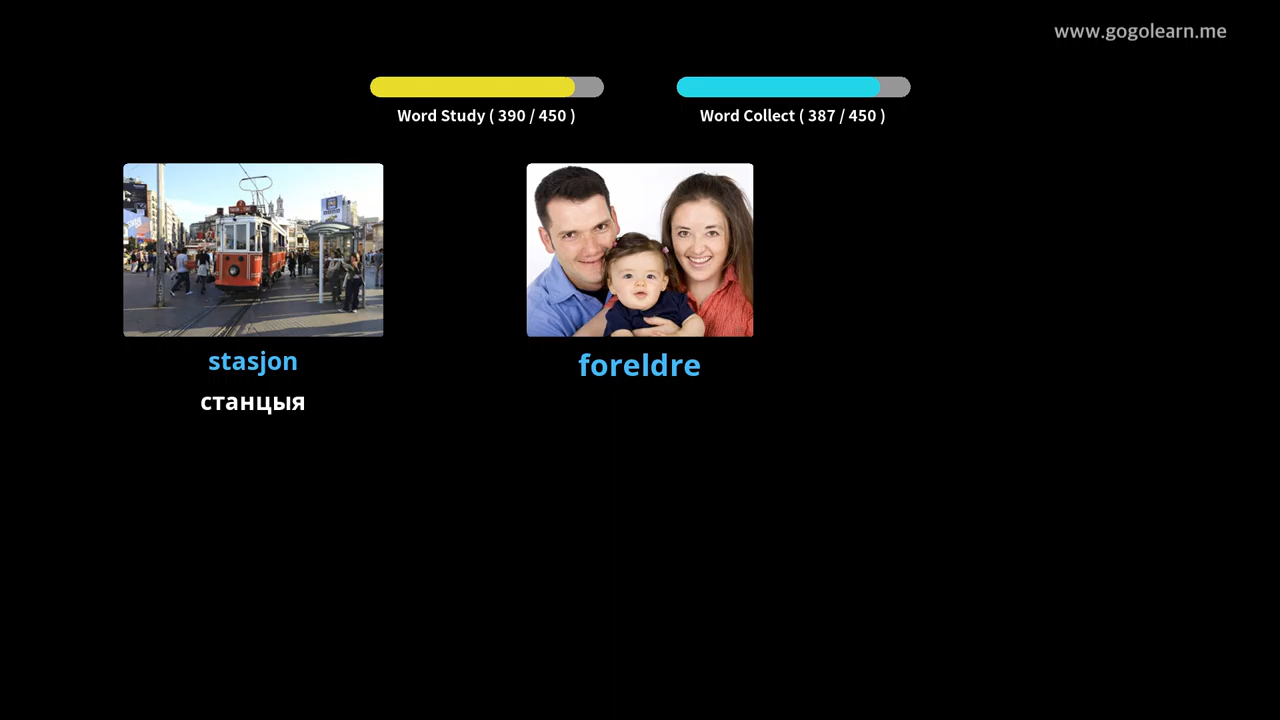 www.gogolearn.me
Word Study ( 390 / 450 )
Word Collect ( 387 / 450 )
stasjon
станцыя
foreldre